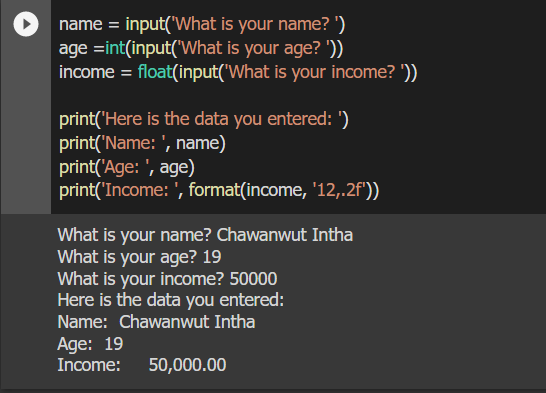 name = input('What is your name? ')
age =int(input('What is your age? '))
income = float(input('What is your income? '))
print('Here is the data you entered: ')
print('Name: ', name)
print('Age: ', age)
print('Income: ', format(income, '12,.2f'))
What is your name? Chawanwut Intha
What is your age? 19
What is your income? 50000
Here is the data you entered:
Name:  Chawanwut Intha
Age:  19
Income:     50,000.00